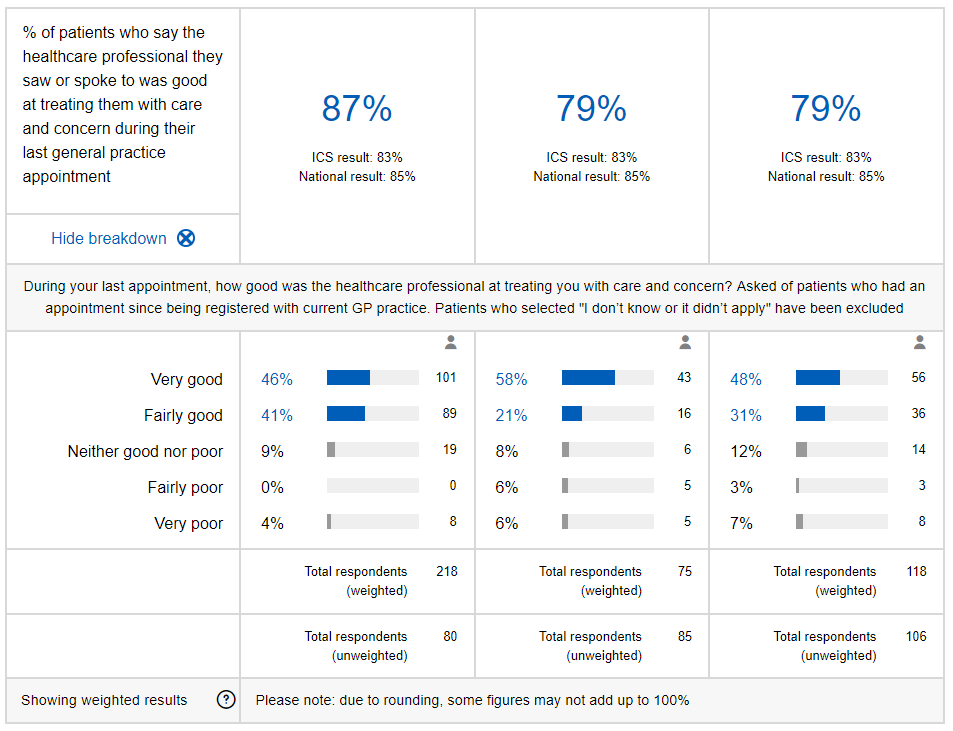 % of patients who say the
healthcare professional they
saw or spoke to was good
at treating them with care
and concern during their
last general practice
appointment
87%
ICS result: 83%
National result: 85%
79%
ICS result: 83%
National result: 85%
79%
ICS result: 83%
National result: 85%
Hide breakdown
During your last appointment, how good was the healthcare professional at treating you with care and concern? Asked of patients who had an
appointment since being registered with current GP practice. Patients who selected "I don’t know or it didn’t apply" have been excluded
Very good 46% 101 58% 43 48% 56
Fairly good 41% 89 21% 16 31% 36
Neither good nor poor 9% 19 8% 6 12% 14
Fairly poor 0% 0 6% 5 3% 3
Very poor 4% 8 6% 5 7% 8
Total respondents 218 Total respondents 75 Total respondents 118
(weighted) (weighted) (weighted)
Total respondents 80 Total respondents 85 Total respondents 106
(unweighted) (unweighted) (unweighted)
Showing weighted results ? Please note: due to rounding, some figures may not add up to 100%